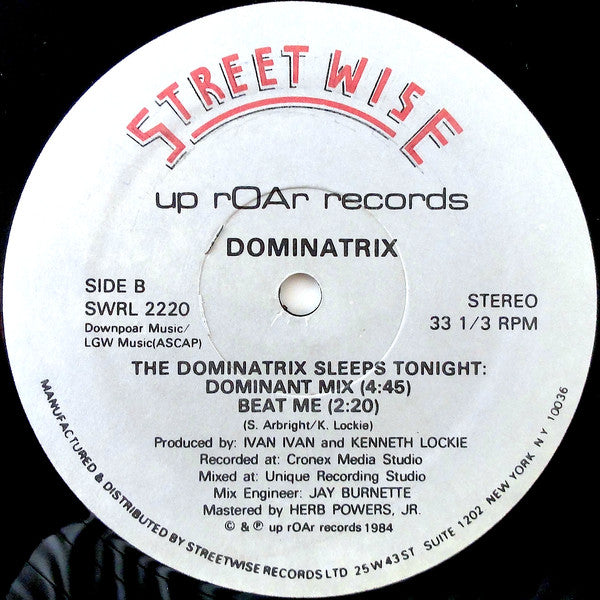 STREETWISE
up rOAr records
DOMINATRIX
SIDE B
SWRL 2220
Downpoar Music/
LGW Music(ASCAP)
STEREO
33 1/3 RPM
THE DOMINATRIX SLEEPS TONIGHT:
DOMINANT MIX (4:45)
BEAT ME (2:20)
(S. Arbright/K. Lockie)
Produced by: IVAN IVAN and KENNETH LOCKIE
Recorded at: Cronex Media Studio
Mixed at: Unique Recording Studio
Mix Engineer: JAY BURNETTE
Mastered by HERB POWERS, JR.
© & ℗ up rOAr records 1984
MANUFACTURED & DISTRIBUTED BY STREETWISE RECORDS LTD 25 W 43 ST SUITE 1202 NEW YORK NY 10036